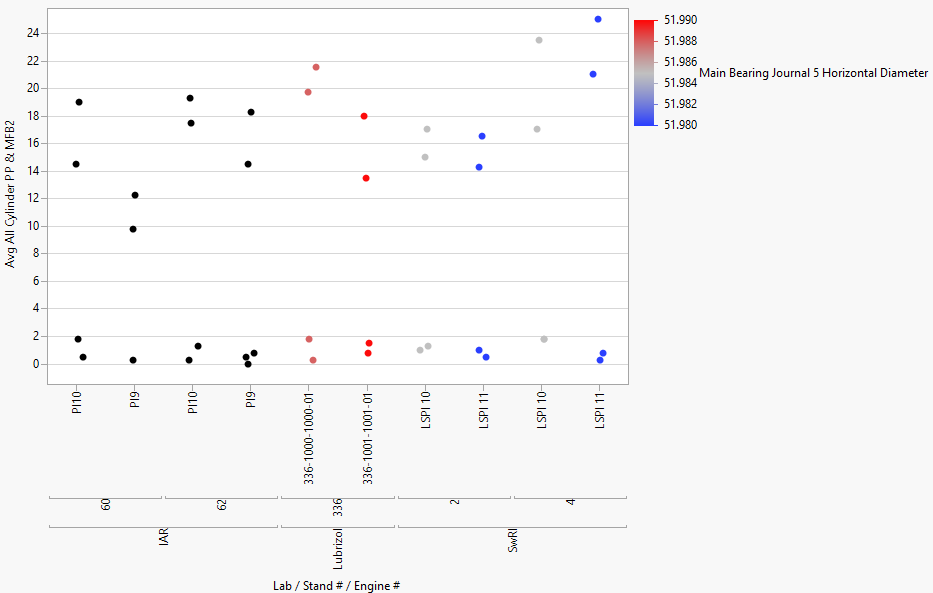 Avg All Cylinder PP & MFB2
24
22
20
18
16
14
12
10
8
6
4
2
0
51.990
51.988
51.986
51.984
51.982
51.980
Main Bearing Journal 5 Horizontal Diameter
PI10
PI9
PI10
PI9
336-1000-1000-01
336-1001-1001-01
LSPI 10
LSPI 11
LSPI 10
LSPI 11
60
62
336
2
4
IAR
Lubrizol
SwRI
Lab / Stand # / Engine #